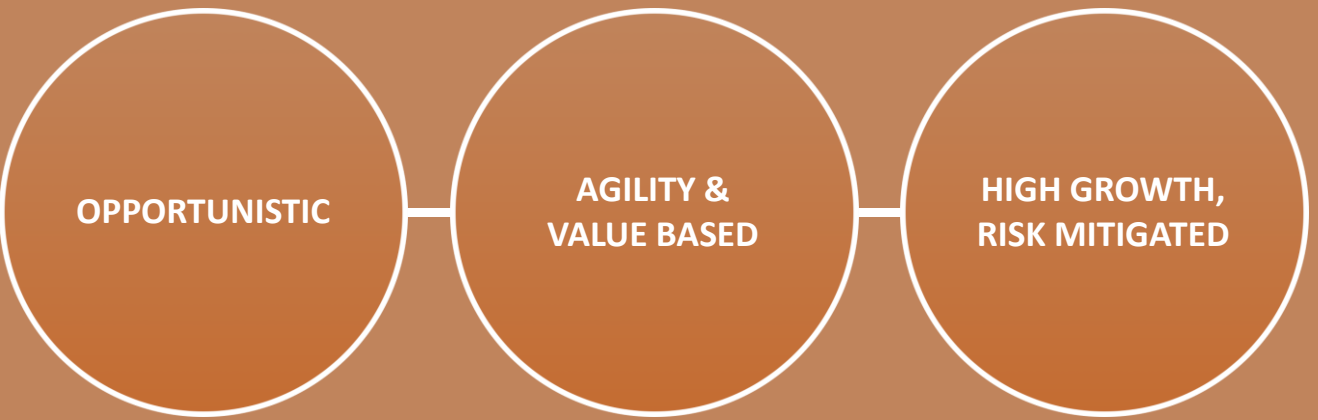 OPPORTUNISTIC
AGILITY &
VALUE BASED
HIGH GROWTH,
RISK MITIGATED